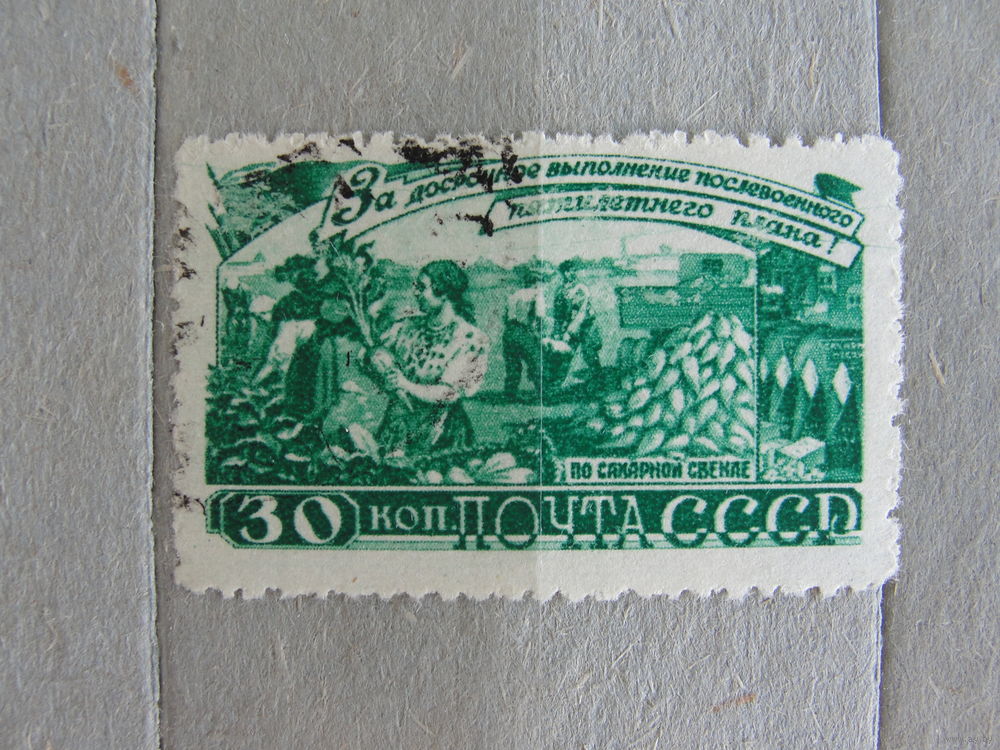 За досрочное выполнение послевоенного
пятилетнего плана!
ПО САХАРНОЙ СВЕКЛЕ
30 КОП. ПОЧТА СССР